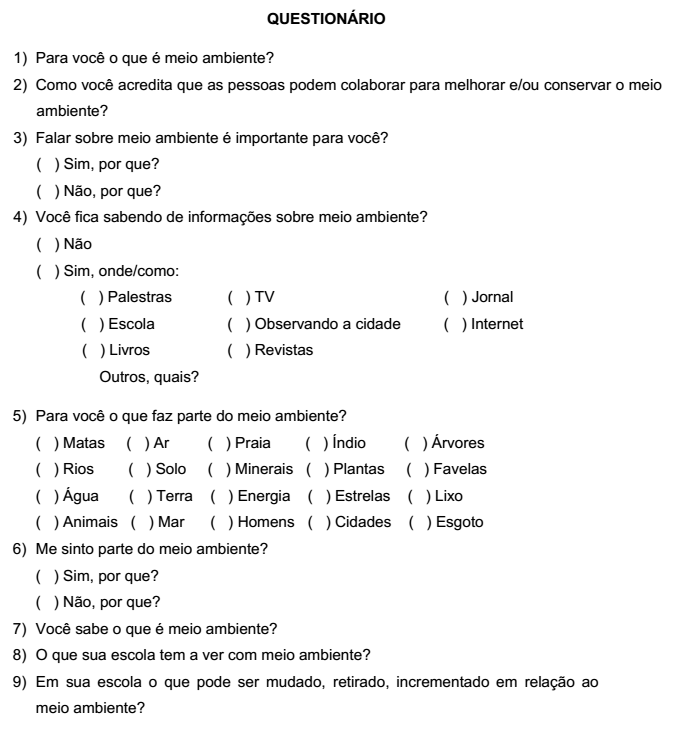 QUESTIONÁRIO
1) Para você o que é meio ambiente?
2) Como você acredita que as pessoas podem colaborar para melhorar e/ou conservar o meio
ambiente?
3) Falar sobre meio ambiente é importante para você?
( ) Sim, por que?
( ) Não, por que?
4) Você fica sabendo de informações sobre meio ambiente?
( ) Não
( ) Sim, onde/como:
( ) Palestras ( ) TV ( ) Jornal
( ) Escola ( ) Observando a cidade ( ) Internet
( ) Livros ( ) Revistas
Outros, quais?
5) Para você o que faz parte do meio ambiente?
( ) Matas ( ) Ar ( ) Praia ( ) Índio ( ) Árvores
( ) Rios ( ) Solo ( ) Minerais ( ) Plantas ( ) Favelas
( ) Água ( ) Terra ( ) Energia ( ) Estrelas ( ) Lixo
( ) Animais ( ) Mar ( ) Homens ( ) Cidades ( ) Esgoto
6) Me sinto parte do meio ambiente?
( ) Sim, por que?
( ) Não, por que?
7) Você sabe o que é meio ambiente?
8) O que sua escola tem a ver com meio ambiente?
9) Em sua escola o que pode ser mudado, retirado, incrementado em relação ao
meio ambiente?